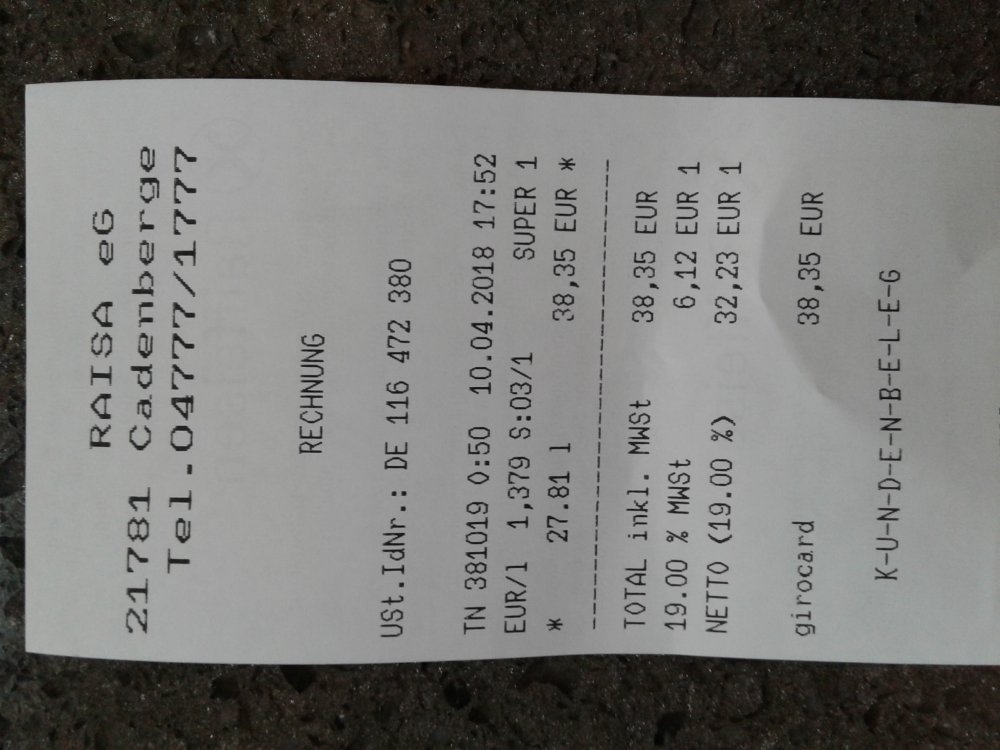 RAISA eG
21781 Cadenberge
Tel.04777/1777
RECHNUNG
USt.IdNr.: DE 116 472 380
TN 381019 0:50 10.04.2018 17:52
EUR/l 1,379 S:03/1 SUPER 1
* 27.81 l 38,35 EUR *
--------------------------------
TOTAL inkl. MWSt 38,35 EUR
19.00 % MWSt 6,12 EUR 1
NETTO (19.00 %) 32,23 EUR 1
girocard 38,35 EUR
K-U-N-D-E-N-B-E-L-E-G